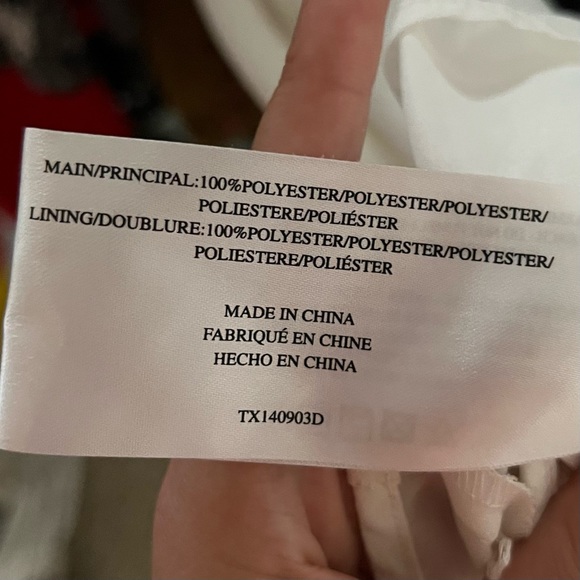 MAIN/PRINCIPAL:100%POLYESTER/POLYESTER/POLYESTER/
POLIESTERE/POLIÉSTER
LINING/DOUBLURE:100%POLYESTER/POLYESTER/POLYESTER/
POLIESTERE/POLIÉSTER
MADE IN CHINA
FABRIQUÉ EN CHINE
HECHO EN CHINA
TX140903D